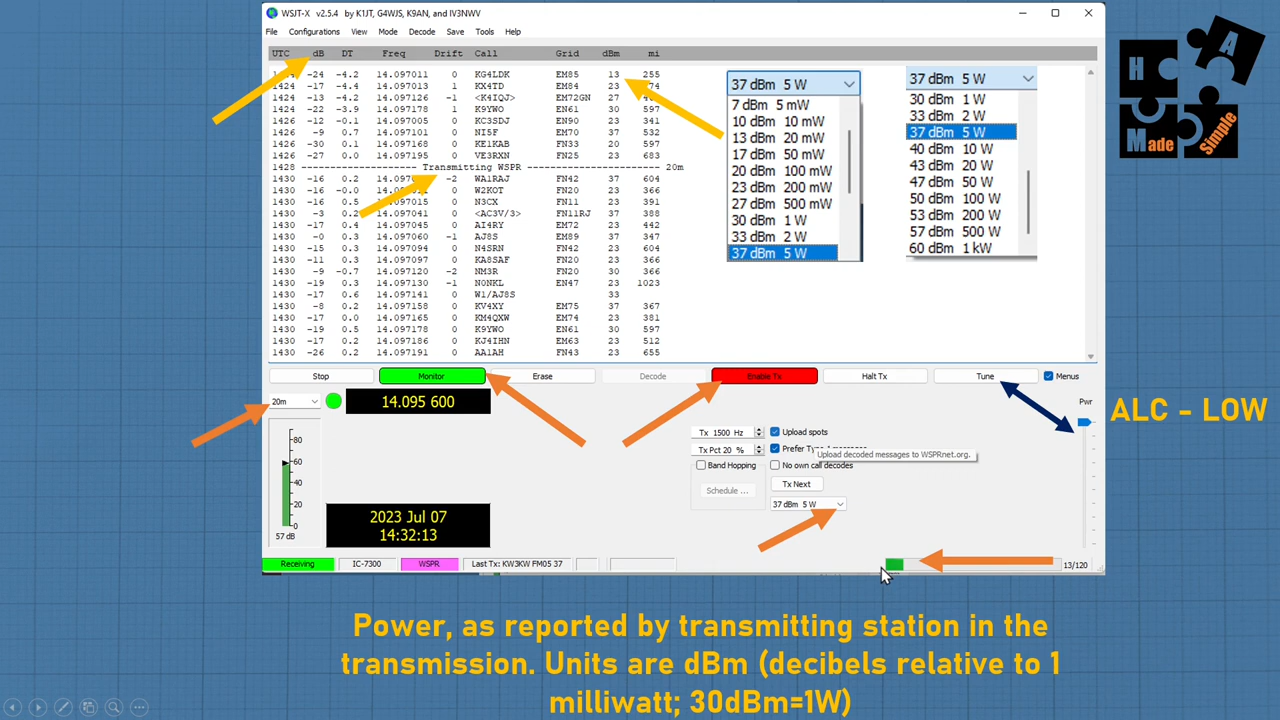 WSJT-X v2.5.4 by K1JT, G4WJS, K9AN, and IV3NWV
File Configurations View Mode Decode Save Tools Help
UTC dB DT Freq Drift Call Grid dBm mi
-24 -4.2 14.097011 0 KG4LDK EM85 13 255
1424 -17 -4.4 14.097013 1 KX4TD EM84 23
1424 -13 -4.2 14.097126 -1 <K4IQJ> EM72GN 27
1424 -22 -3.9 14.097178 1 K9YWO EN61 30 597
1426 -12 -0.1 14.097005 0 KC3SDJ EN90 23 341
1426 -9 0.7 14.097101 0 NI5F EM70 37 532
1426 -30 0.1 14.097168 0 KE1KAB FN33 20 597
1426 -27 0.0 14.097195 0 VE3RXN FN25 23 683
1428 ---------------------- Transmitting WSPR ---------------------- 20m
1430 -16 0.2 -2 WA1RAJ FN42 37 604
1430 -16 -0.0 W2KOT FN20 23 366
1430 -16 0.5 14.097015 0 N3CX FN11 23 391
1430 -3 0.2 14.097041 0 <AC3V/3> FN11RJ 37 388
1430 -17 0.4 14.097045 0 AI4RY EM72 23 442
1430 -0 0.3 14.097060 -1 AJ8S EM89 37 347
1430 -15 0.3 14.097094 0 N4SRN FN42 23 604
1430 -11 0.3 14.097097 0 KA8SAF FN20 23 366
1430 -9 -0.7 14.097120 -2 NM3R FN20 30 366
1430 -19 0.3 14.097130 -1 N0NKL EN47 23 1023
1430 -17 0.6 14.097141 0 W1/AJ8S 33
1430 -8 0.2 14.097158 0 KV4XY EM75 37 367
1430 -17 0.0 14.097164 0 KM4QXW EM74 23 381
1430 -19 0.5 14.097178 0 K9YWO EN61 30 597
1430 -17 0.2 14.097186 0 KJ4IHN EM63 23 512
1430 -26 0.2 14.097191 0 AA1AH FN43 23 655
37 dBm 5 W
7 dBm 5 mW
10 dBm 10 mW
13 dBm 20 mW
17 dBm 50 mW
20 dBm 100 mW
23 dBm 200 mW
27 dBm 500 mW
30 dBm 1 W
33 dBm 2 W
37 dBm 5 W
37 dBm 5 W
30 dBm 1 W
33 dBm 2 W
37 dBm 5 W
40 dBm 10 W
43 dBm 20 W
47 dBm 50 W
50 dBm 100 W
53 dBm 200 W
57 dBm 500 W
60 dBm 1 kW
H A
Made Simple
Stop Monitor Erase Decode Enable Tx Halt Tx Tune Menus
20m 14.095 600 Pwr
ALC - LOW
80
60
40
20
0
57 dB
2023 Jul 07
14:32:13
Tx 1500 Hz Upload spots
Tx Pct 20 % Prefer
Upload decoded messages to WSPRnet.org.
Band Hopping No own call decodes
Schedule ... Tx Next
37 dBm 5 W
Receiving IC-7300 WSPR Last Tx: KW3KW FM05 37 13/120
Power, as reported by transmitting station in the
transmission. Units are dBm (decibels relative to 1
milliwatt; 30dBm=1W)